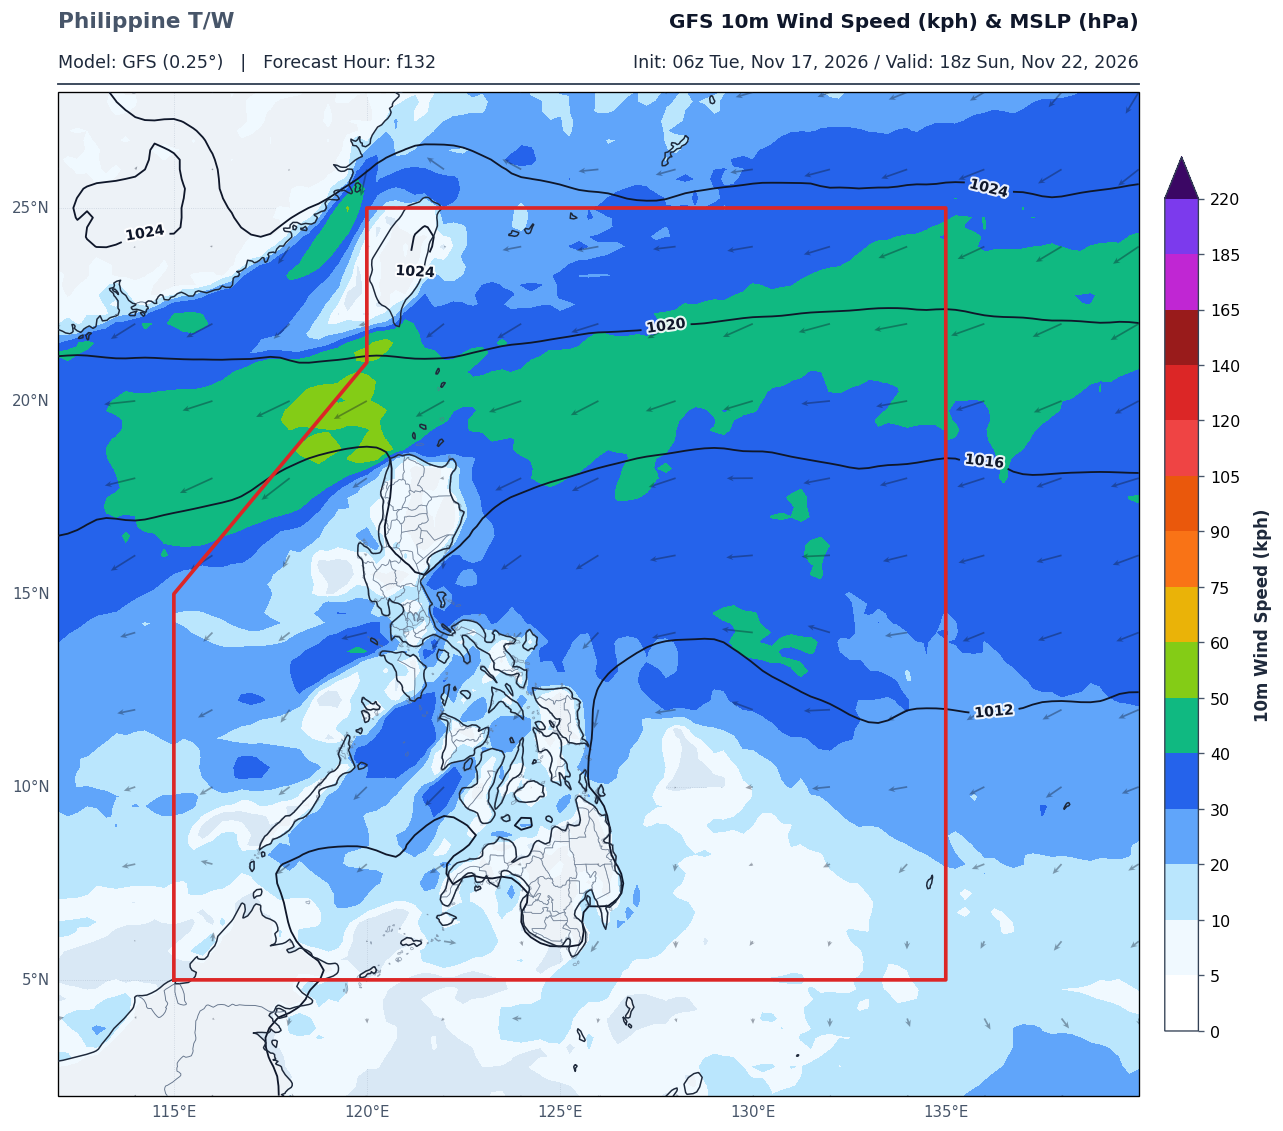 Philippine T/W
GFS 10m Wind Speed (kph) & MSLP (hPa)
Model: GFS (0.25°)   |   Forecast Hour: f132
Init: 06z Tue, Nov 17, 2026 / Valid: 18z Sun, Nov 22, 2026
1024
1024
1024
1020
1016
1012
25°N
20°N
15°N
10°N
5°N
115°E
120°E
125°E
130°E
135°E
220
185
165
140
120
105
90
75
60
50
40
30
20
10
5
0
10m Wind Speed (kph)